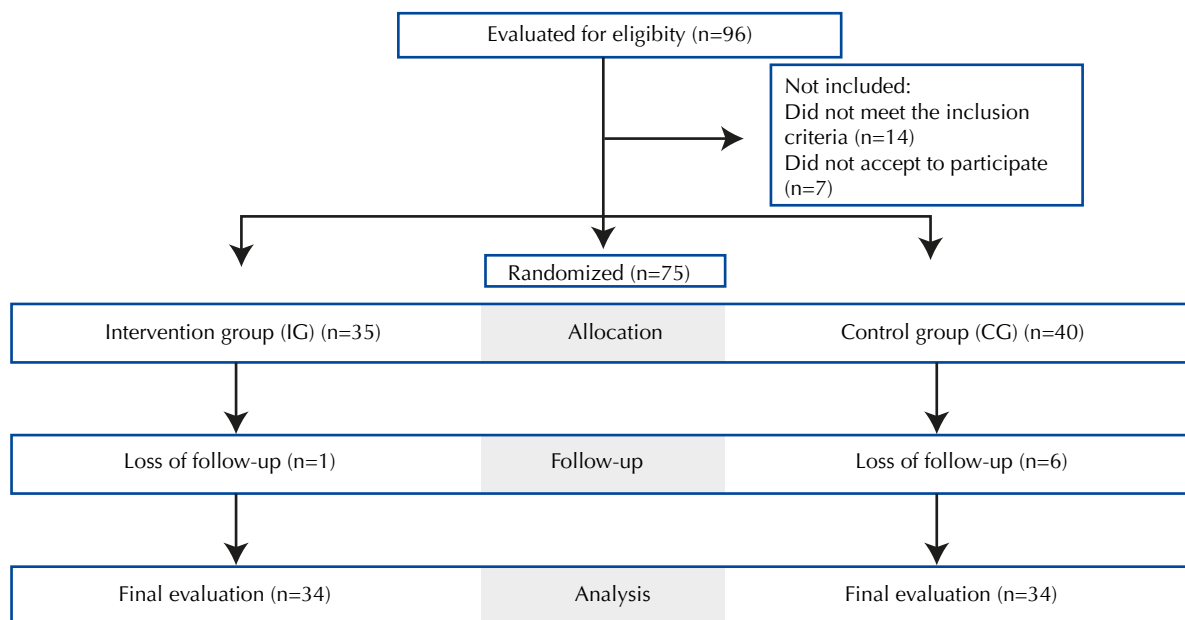 Evaluated for eligibity (n=96)
Not included:
Did not meet the inclusion
criteria (n=14)
Did not accept to participate
(n=7)
Randomized (n=75)
Intervention group (IG) (n=35)
Allocation
Control group (CG) (n=40)
Loss of follow-up (n=1)
Follow-up
Loss of follow-up (n=6)
Final evaluation (n=34)
Analysis
Final evaluation (n=34)